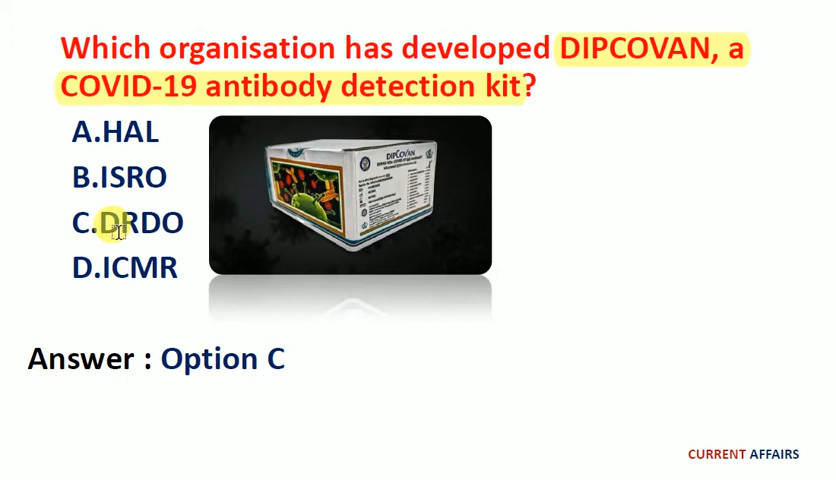 Which organisation has developed DIPCOVAN, a
COVID-19 antibody detection kit?
A.HAL
B.ISRO
C.DRDO
D.ICMR
DIPCOVAN
Answer : Option C
CURRENT AFFAIRS